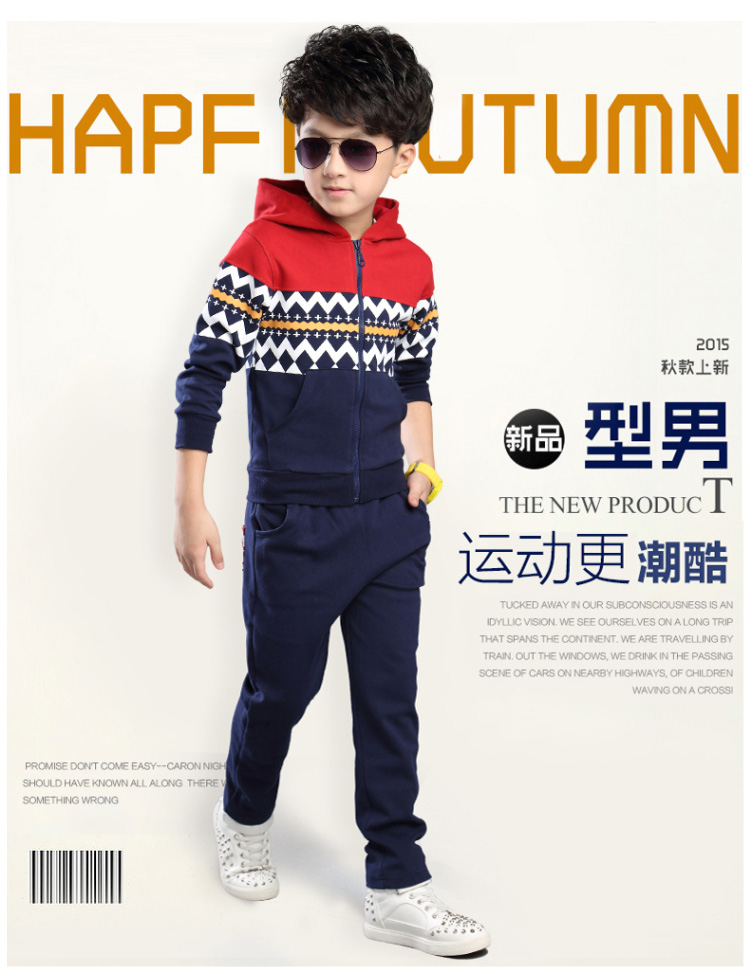 HAPF UTUMN
2015
秋款上新
新品 型男
THE NEW PRODUCT
运动更 潮酷
TUCKED AWAY IN OUR SUBCONSCIOUSNESS IS AN
IDYLLIC VISION. WE SEE OURSELVES ON A LONG TRIP
THAT SPANS THE CONTINENT. WE ARE TRAVELLING BY
TRAIN. OUT THE WINDOWS, WE DRINK IN THE PASSING
SCENE OF CARS ON NEARBY HIGHWAYS, OF CHILDREN
WAVING ON A CROSSI
PROMISE DON'T COME EASY--CARON NIGH
SHOULD HAVE KNOWN ALL ALONG THERE
SOMETHING WRONG